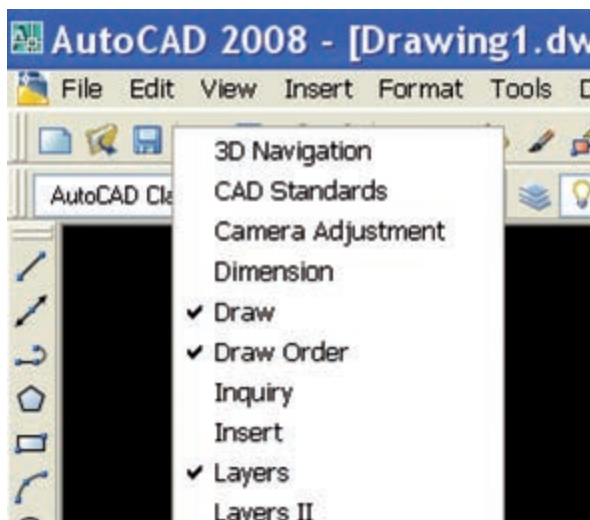 AutoCAD 2008 - [Drawing1.dw
File Edit View Insert Format Tools D
AutoCAD Cla
3D Navigation
CAD Standards
Camera Adjustment
Dimension
Draw
Draw Order
Inquiry
Insert
Layers
Layers II